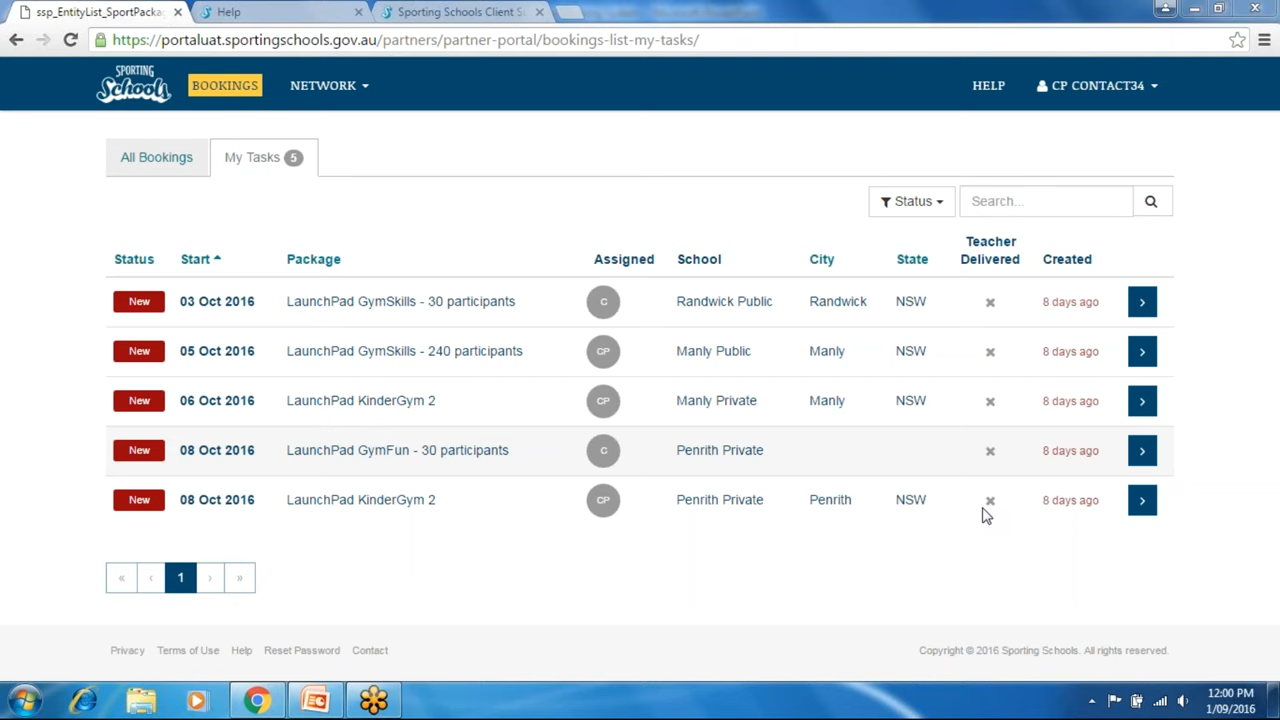 ssp_EntityList_SportPacka
Help
Sporting Schools Client Su
https://portaluat.sportingschools.gov.au/partners/partner-portal/bookings-list-my-tasks/
SPORTING
Schools
BOOKINGS
NETWORK
HELP
CP CONTACT34
All Bookings
My Tasks 5
Status
Search...
Status Start Package Assigned School City State Teacher Delivered Created
New 03 Oct 2016 LaunchPad GymSkills - 30 participants C Randwick Public Randwick NSW 8 days ago
New 05 Oct 2016 LaunchPad GymSkills - 240 participants CP Manly Public Manly NSW 8 days ago
New 06 Oct 2016 LaunchPad KinderGym 2 CP Manly Private Manly NSW 8 days ago
New 08 Oct 2016 LaunchPad GymFun - 30 participants C Penrith Private 8 days ago
New 08 Oct 2016 LaunchPad KinderGym 2 CP Penrith Private Penrith NSW 8 days ago
« ‹ 1 › »
Privacy Terms of Use Help Reset Password Contact
Copyright © 2016 Sporting Schools. All rights reserved.
12:00 PM
1/09/2016